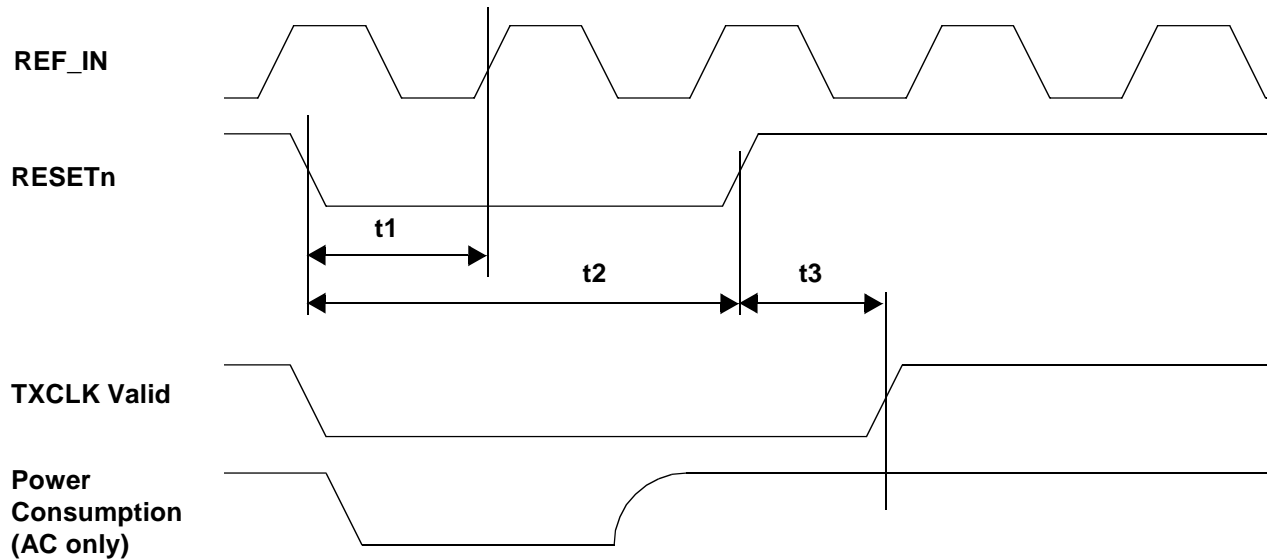 REF_IN
RESETn
t1
t2
t3
TXCLK Valid
Power
Consumption
(AC only)